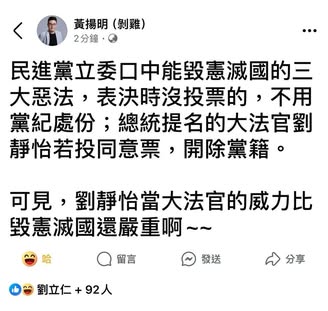 黃揚明（剝雞）
2分鐘・
民進黨立委口中能毀憲滅國的三
大惡法，表決時沒投票的，不用
黨紀處份；總統提名的大法官劉
靜怡若投同意票，開除黨籍。
可見，劉靜怡當大法官的威力比
毀憲滅國還嚴重啊~~
哈 留言 發送 分享
劉立仁 + 92人